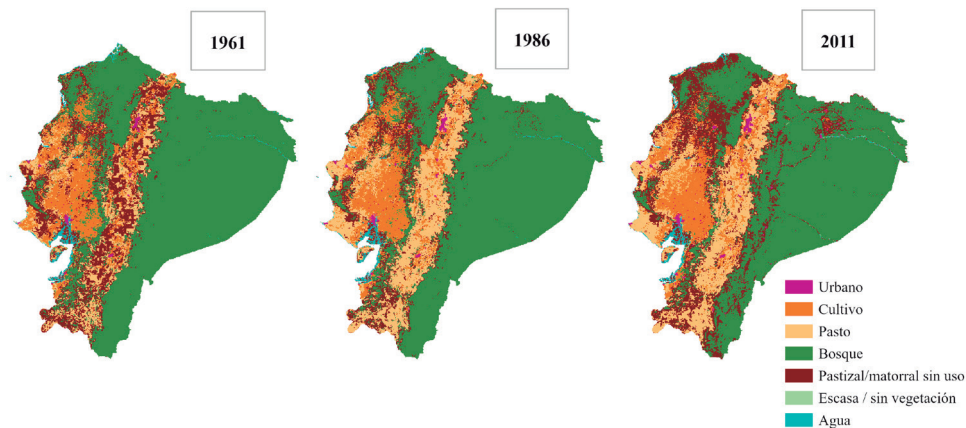 1961
1986
2011
Urbano
Cultivo
Pasto
Bosque
Pastizal/matorral sin uso
Escasa / sin vegetación
Agua